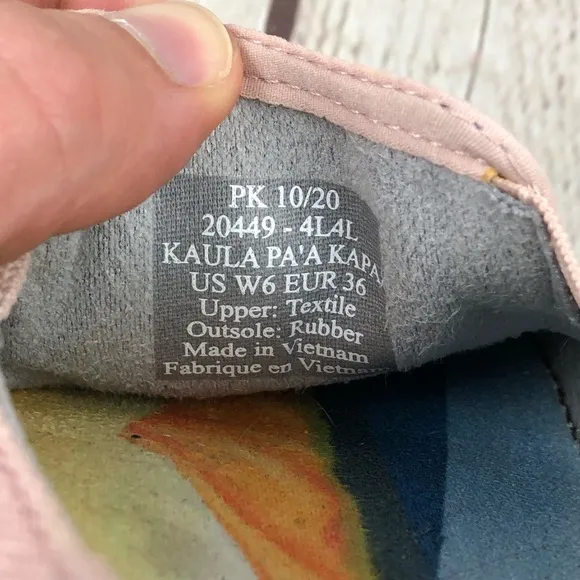 PK 10/20
20449 - 4L4L
KAULA PA'A KAPA
US W6 EUR 36
Upper: Textile
Outsole: Rubber
Made in Vietnam
Fabrique en Vietnam